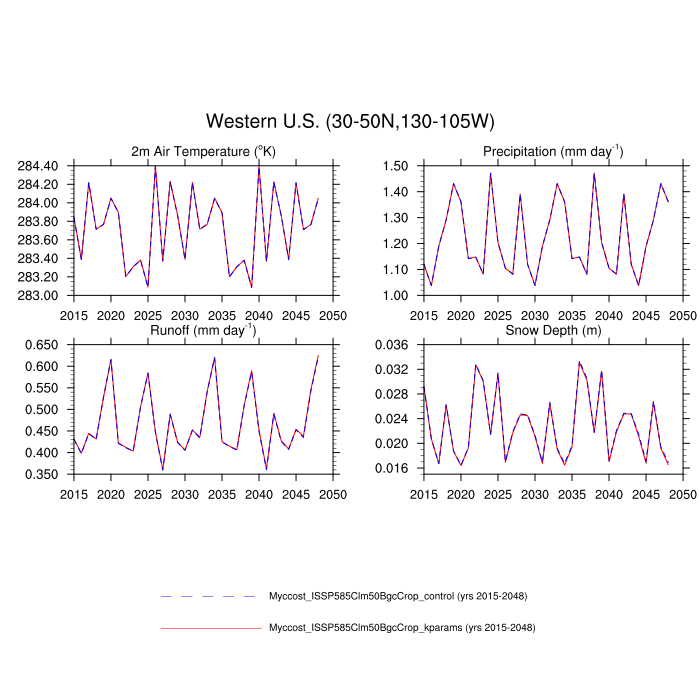 Western U.S. (30-50N,130-105W)
2m Air Temperature (°K)
284.40
284.20
284.00
283.80
283.60
283.40
283.20
283.00
2015 2020 2025 2030 2035 2040 2045 2050
Precipitation (mm day⁻¹)
1.50
1.40
1.30
1.20
1.10
1.00
2015 2020 2025 2030 2035 2040 2045 2050
Runoff (mm day⁻¹)
0.650
0.600
0.550
0.500
0.450
0.400
0.350
2015 2020 2025 2030 2035 2040 2045 2050
Snow Depth (m)
0.036
0.032
0.028
0.024
0.020
0.016
2015 2020 2025 2030 2035 2040 2045 2050
Myccost_ISSP585Clm50BgcCrop_control (yrs 2015-2048)
Myccost_ISSP585Clm50BgcCrop_kparams (yrs 2015-2048)